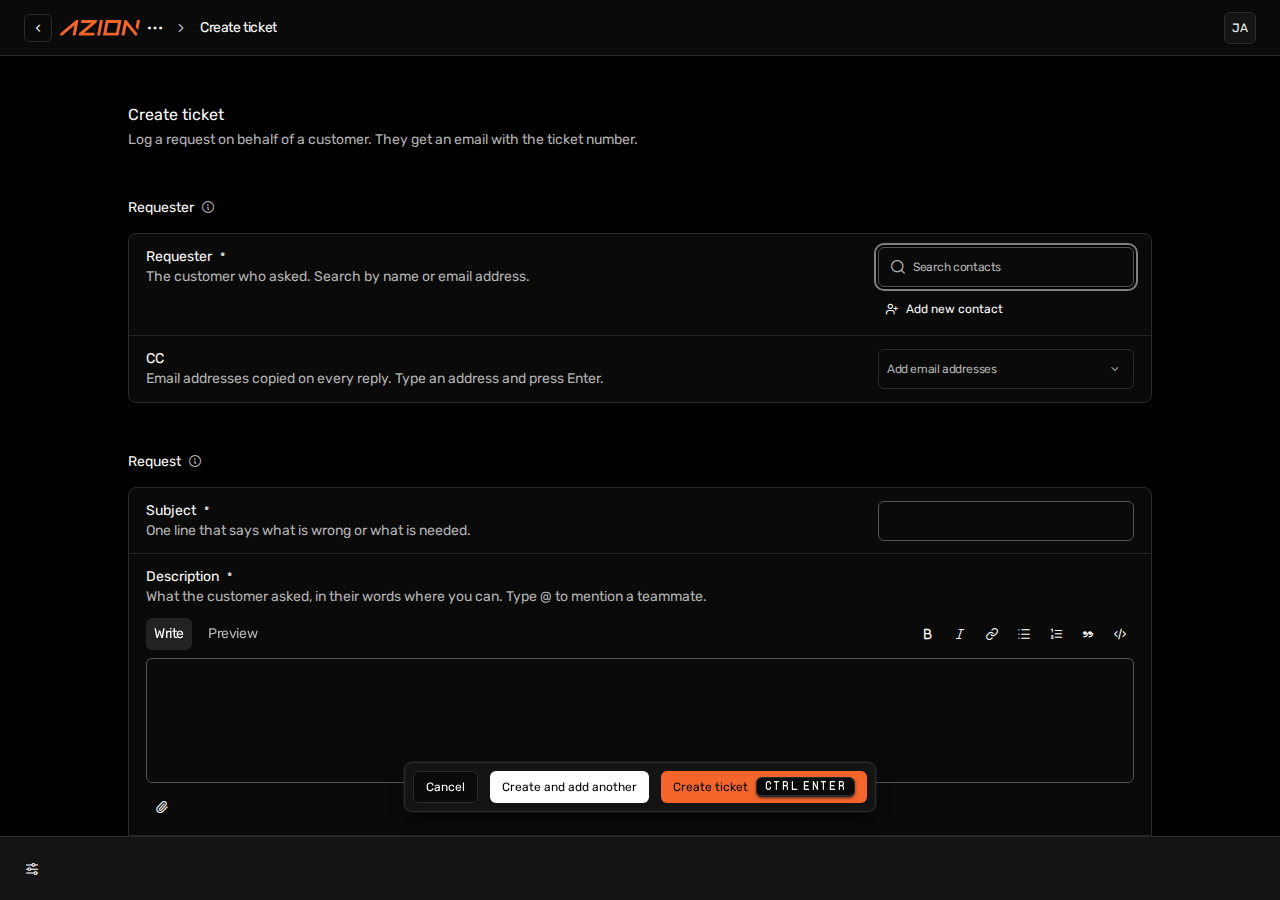 AZION ··· > Create ticket JA
Create ticket
Log a request on behalf of a customer. They get an email with the ticket number.
Requester
Requester *
The customer who asked. Search by name or email address.
Search contacts
Add new contact
CC
Email addresses copied on every reply. Type an address and press Enter.
Add email addresses
Request
Subject *
One line that says what is wrong or what is needed.
Description *
What the customer asked, in their words where you can. Type @ to mention a teammate.
Write Preview
Cancel Create and add another Create ticket CTRL ENTER